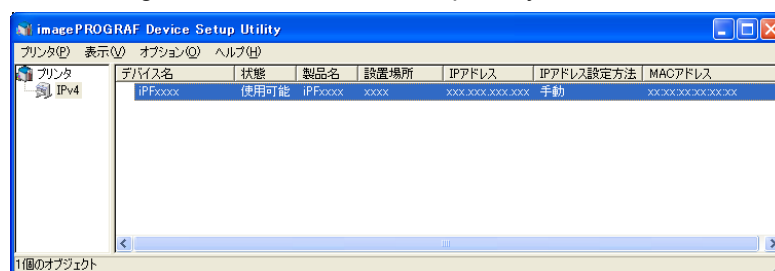 imagePROGRAF Device Setup Utility
プリンタ(P) 表示(V) オプション(O) ヘルプ(H)
プリンタ デバイス名 状態 製品名 設置場所 IPアドレス IPアドレス設定方法 MACアドレス
IPv4 iPFxxxx 使用可能 iPFxxxx xxxx xxx.xxx.xxx.xxx 手動 xx:xx:xx:xx:xx:xx
1個のオブジェクト